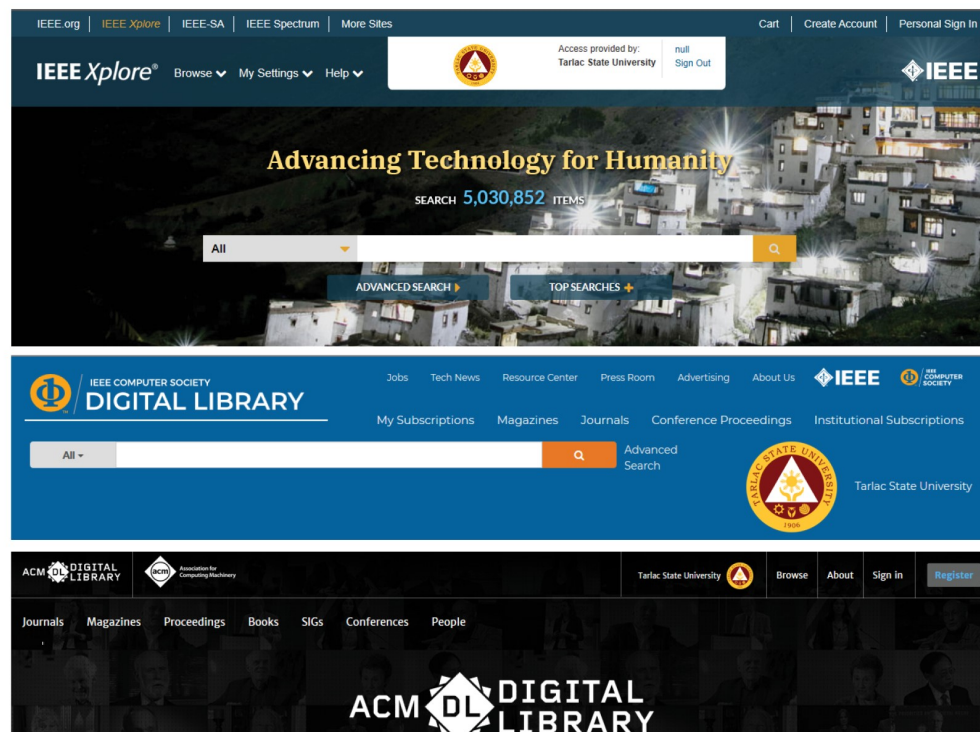 IEEE.org IEEE Xplore IEEE-SA IEEE Spectrum More Sites Cart Create Account Personal Sign In
IEEE Xplore® Browse My Settings Help
Access provided by:
Tarlac State University
null
Sign Out
IEEE
Advancing Technology for Humanity
SEARCH 5,030,852 ITEMS
All
ADVANCED SEARCH TOP SEARCHES
IEEE COMPUTER SOCIETY
DIGITAL LIBRARY
Jobs Tech News Resource Center Press Room Advertising About Us IEEE
IEEE
COMPUTER
SOCIETY
My Subscriptions Magazines Journals Conference Proceedings Institutional Subscriptions
All
Advanced
Search
TARLAC STATE UNIVERSITY
1906
Tarlac State University
ACM DL DIGITAL
LIBRARY
acm
Association for
Computing Machinery
Tarlac State University Browse About Sign in Register
Journals Magazines Proceedings Books SIGs Conferences People
ACM DL DIGITAL
LIBRARY